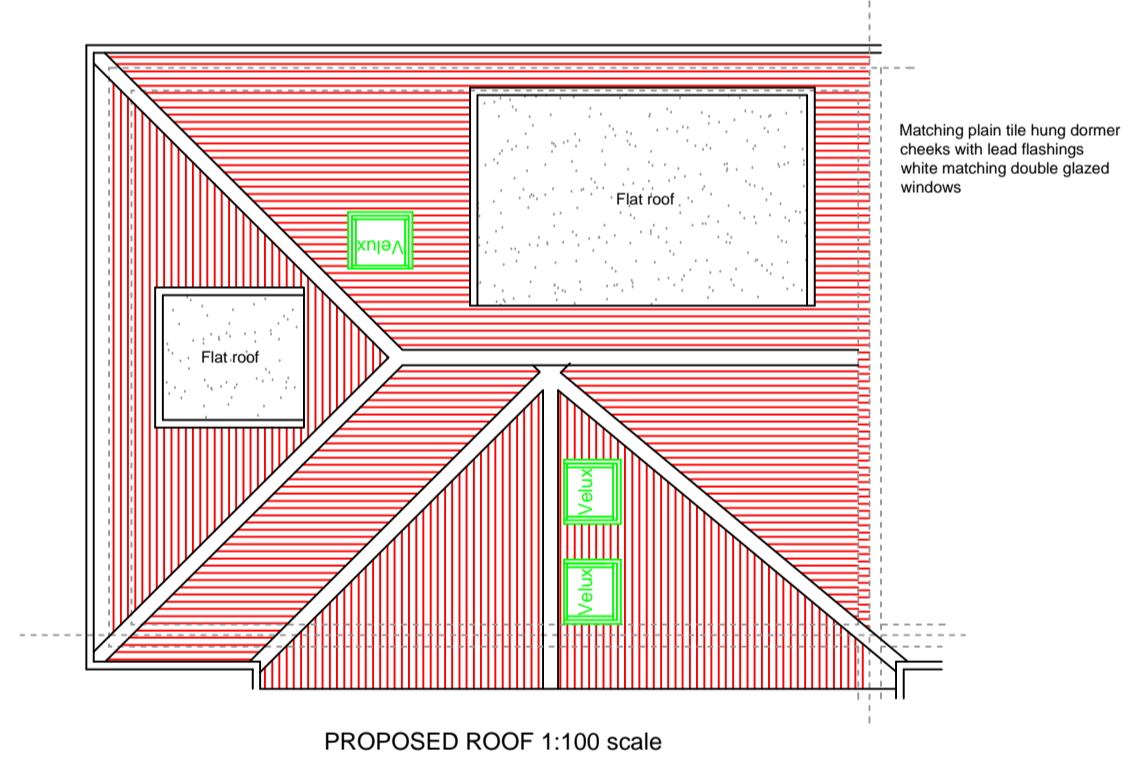 Matching plain tile hung dormer
cheeks with lead flashings
white matching double glazed
windows
Flat roof
Velux
Flat roof
Velux
Velux
PROPOSED ROOF 1:100 scale